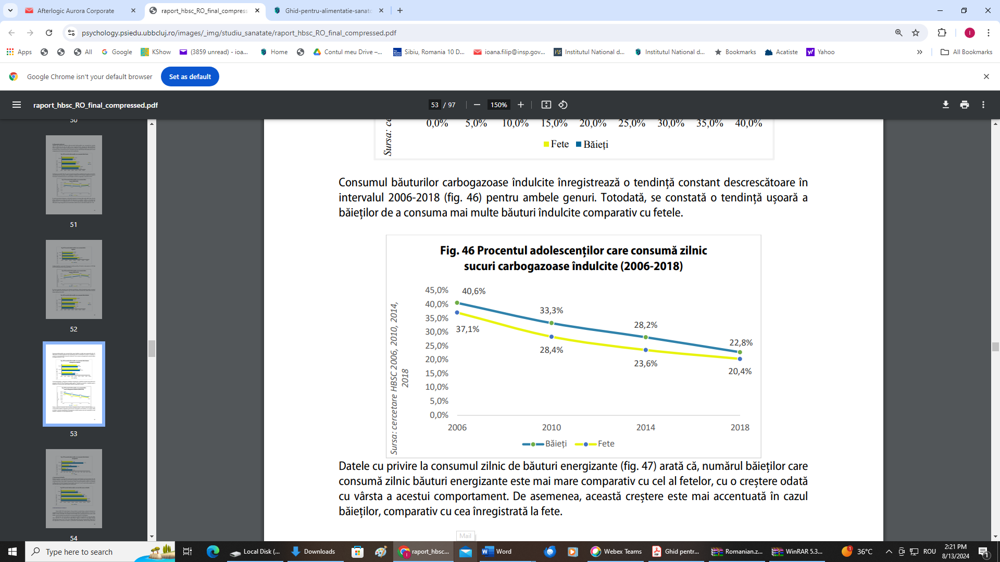 Afterlogic Aurora Corporate
raport_hbsc_RO_final_compress
Ghid-pentru-alimentatie-sanato
psychology.psiedu.ubbcluj.ro/images/_img/studiu_sanatate/raport_hbsc_RO_final_compressed.pdf
Apps
All
Google
KShow
(3859 unread) - ioa...
Home
Contul meu Drive –...
Sibiu, Romania 10 D...
ioana.filip@insp.gov...
Institutul National d...
Institutul National d...
Bookmarks
Acatiste
Yahoo
All Bookmarks
Google Chrome isn't your default browser
Set as default
raport_hbsc_RO_final_compressed.pdf
53 / 97
150%
50
51
52
53
54
Sursa: ce
0,0% 5,0% 10,0% 15,0% 20,0% 25,0% 30,0% 35,0% 40,0%
Fete Băieți
Consumul băuturilor carbogazoase îndulcite înregistrează o tendință constant descrescătoare în
intervalul 2006-2018 (fig. 46) pentru ambele genuri. Totodată, se constată o tendință ușoară a
băieților de a consuma mai multe băuturi îndulcite comparativ cu fetele.
Fig. 46 Procentul adolescenților care consumă zilnic
sucuri carbogazoase îndulcite (2006-2018)
Sursa: cercetare HBSC 2006, 2010, 2014,
2018
45,0%
40,0%
35,0%
30,0%
25,0%
20,0%
15,0%
10,0%
5,0%
0,0%
40,6%
33,3%
28,2%
22,8%
37,1%
28,4%
23,6%
20,4%
2006 2010 2014 2018
Băieți Fete
Datele cu privire la consumul zilnic de băuturi energizante (fig. 47) arată că, numărul băieților care
consumă zilnic băuturi energizante este mai mare comparativ cu cel al fetelor, cu o creștere odată
cu vârsta a acestui comportament. De asemenea, această creștere este mai accentuată în cazul
băieților, comparativ cu cea înregistrată la fete.
Mail
Type here to search
Local Disk (...
Downloads
raport_hbsc...
Word
Webex Teams
Ghid pentr...
Romanian.z...
WinRAR 5.3...
36°C
ROU
2:21 PM
8/13/2024